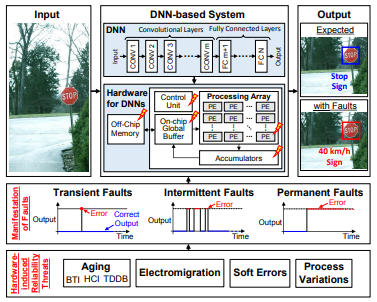 Input
DNN-based System
Output
DNN
Convolutional Layers
Fully Connected Layers
Input
CONV 1
CONV 2
CONV 3
CONV m
FC m+1
FC N
Output
Expected
Stop
Sign
STOP
Hardware
for DNNs
Control
Unit
Processing Array
Off-Chip
Memory
On-chip
Global
Buffer
PE PE PE PE
PE PE PE PE
PE PE PE PE
Accumulators
with Faults
40 km/h
Sign
Manifestation
of Faults
Transient Faults
Intermittent Faults
Permanent Faults
Output
Error
Correct
Output
Time
Output
Error
Time
Output
Error
Time
Hardware-
Induced
Reliability
Threats
Aging
BTI HCI TDDB
Electromigration
Soft Errors
Process
Variations